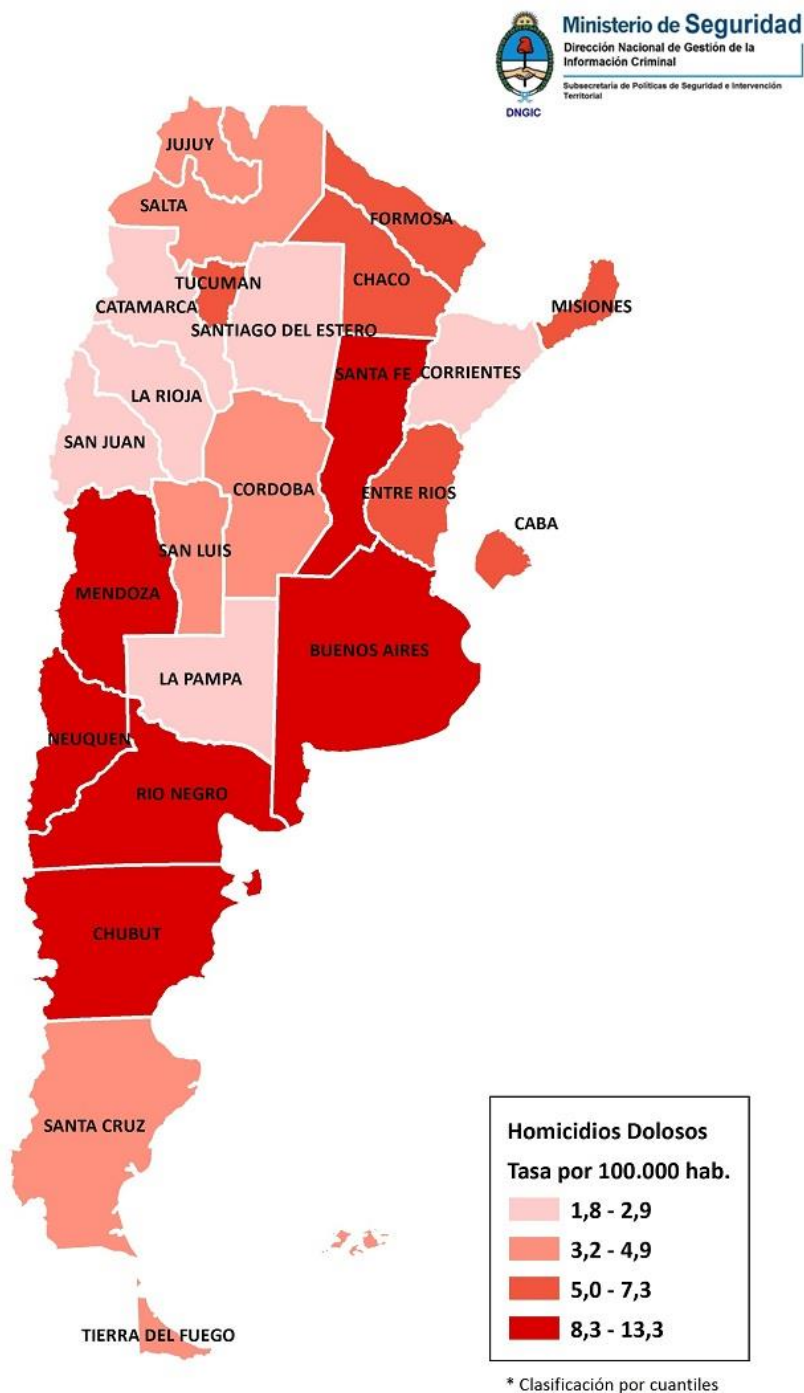 Ministerio de Seguridad
Dirección Nacional de Gestión de la
Información Criminal
Subsecretaría de Políticas de Seguridad e Intervención
Territorial
DNGIC
JUJUY
SALTA
FORMOSA
TUCUMAN
CHACO
CATAMARCA
MISIONES
SANTIAGO DEL ESTERO
SANTA FE
CORRIENTES
LA RIOJA
SAN JUAN
CORDOBA
ENTRE RIOS
CABA
SAN LUIS
MENDOZA
BUENOS AIRES
LA PAMPA
NEUQUEN
RIO NEGRO
CHUBUT
SANTA CRUZ
TIERRA DEL FUEGO
Homicidios Dolosos
Tasa por 100.000 hab.
1,8 - 2,9
3,2 - 4,9
5,0 - 7,3
8,3 - 13,3
* Clasificación por cuantiles